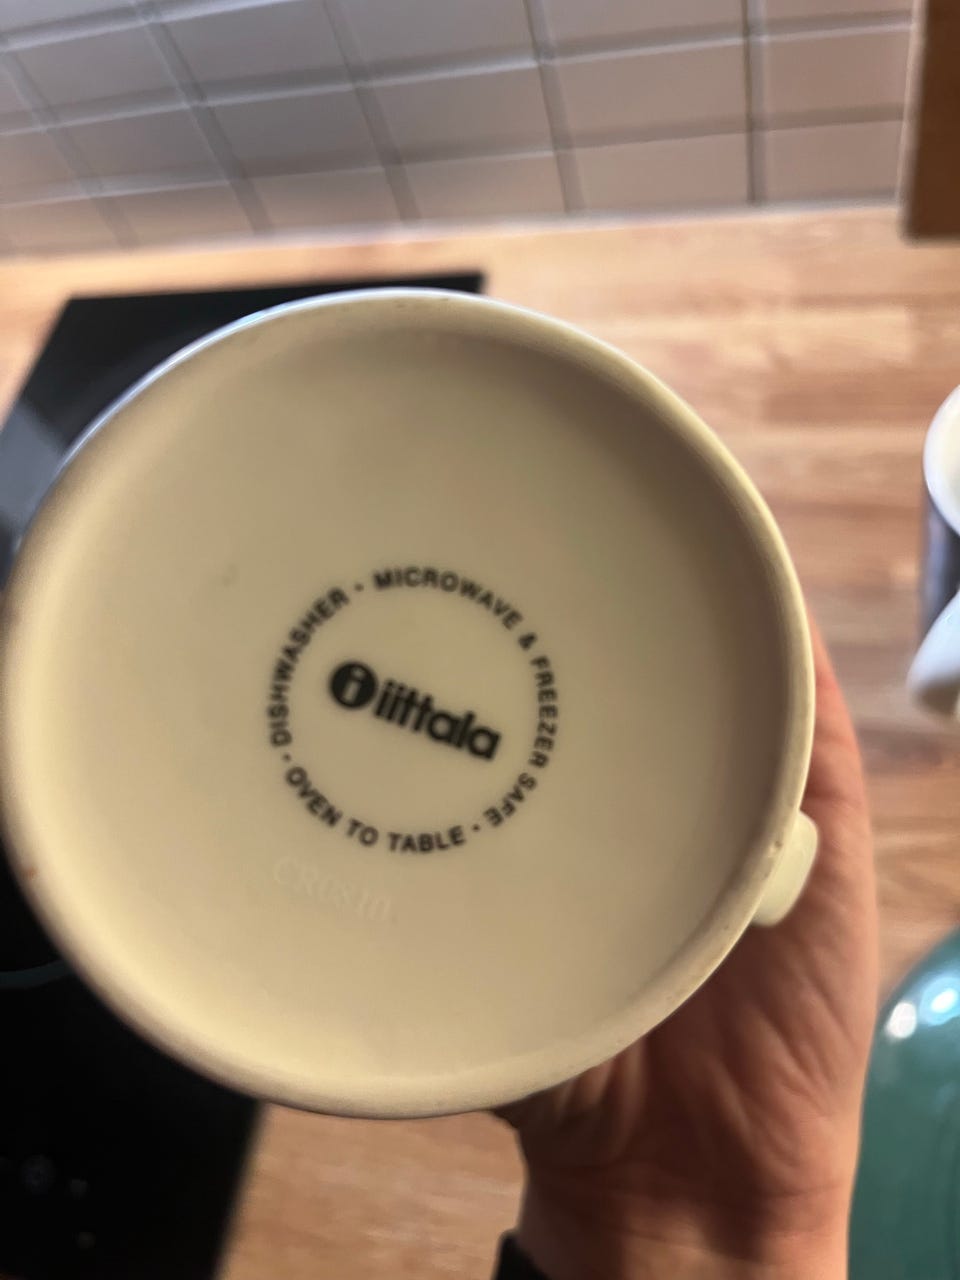 DISHWASHER · MICROWAVE & FREEZER SAFE · OVEN TO TABLE ·
i iittala